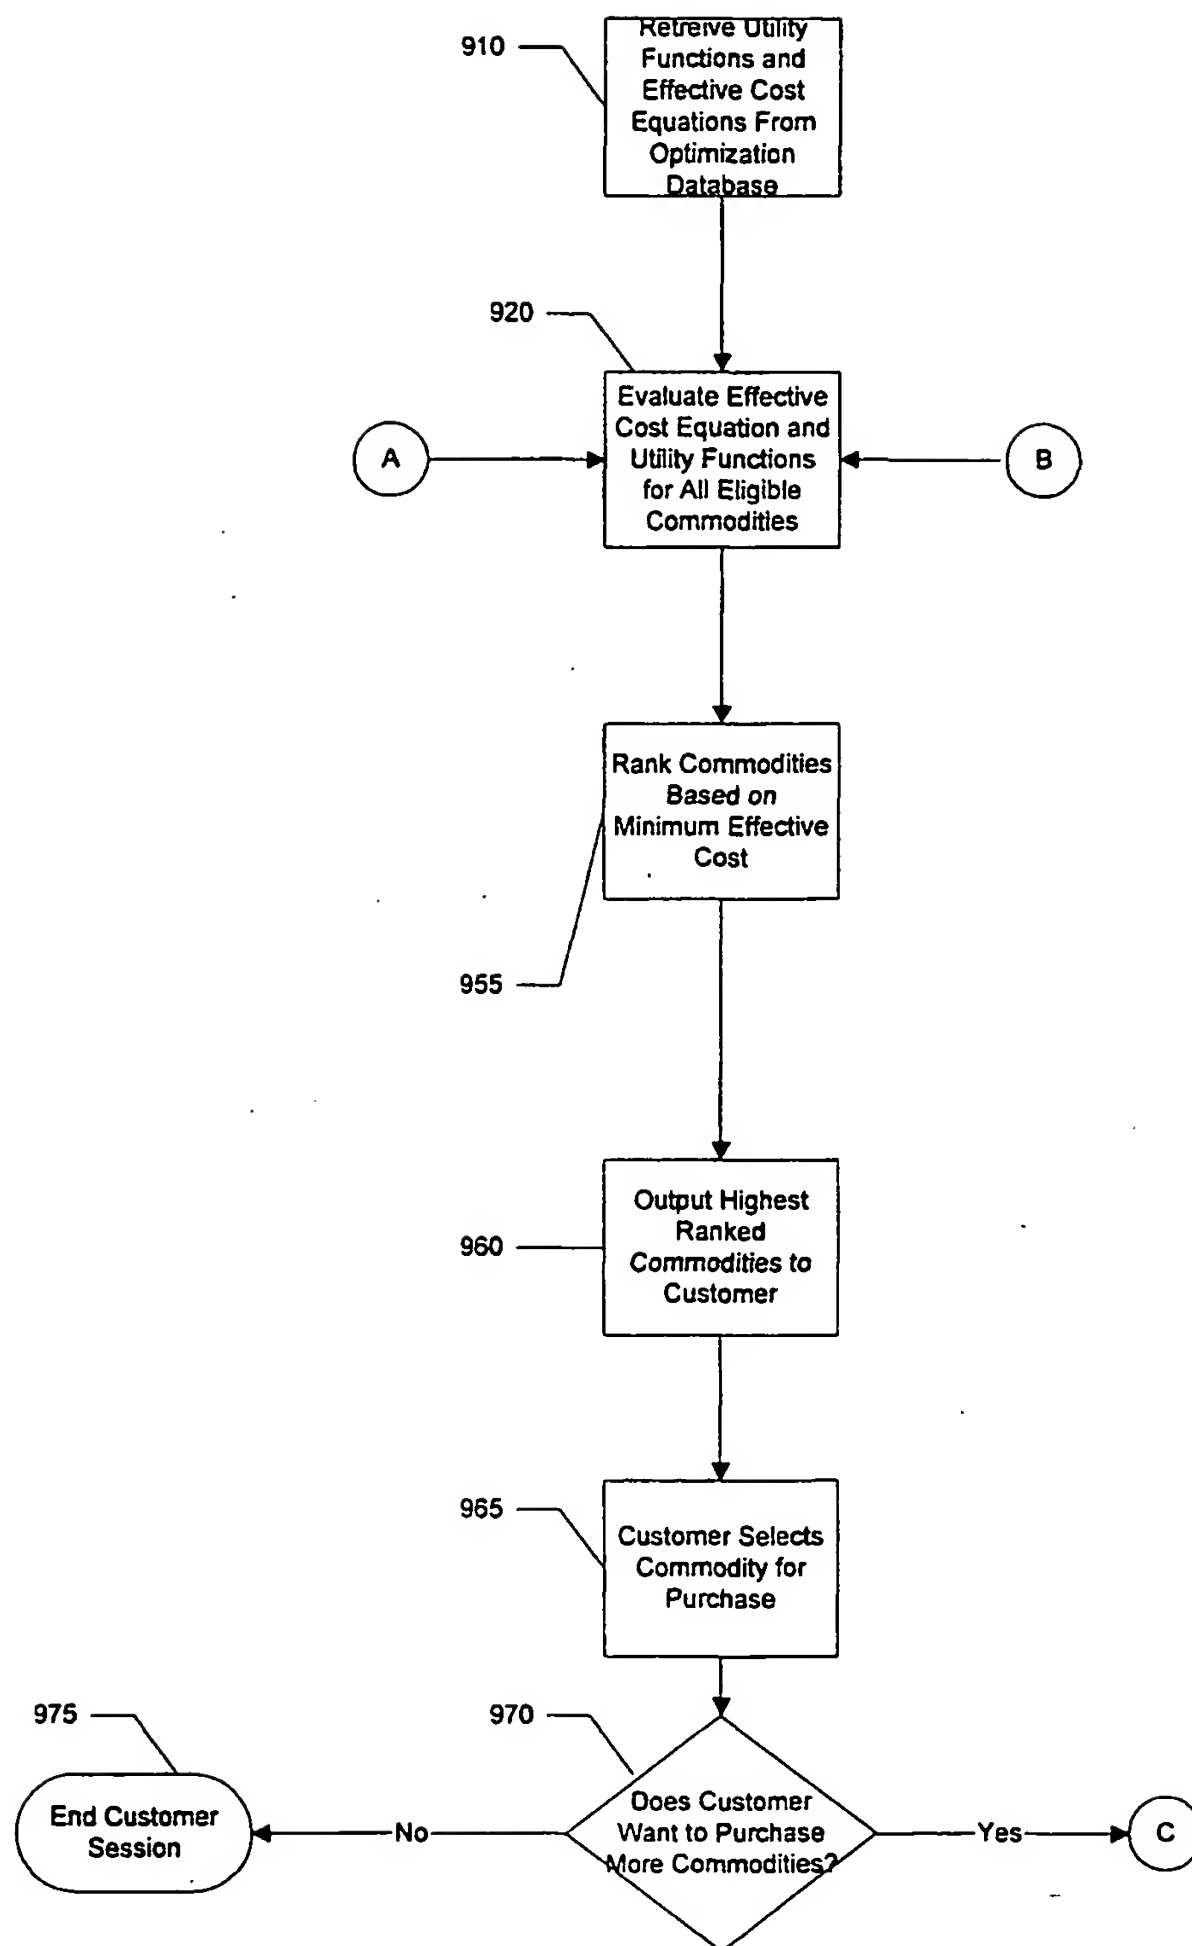 910
Retreive Utility
Functions and
Effective Cost
Equations From
Optimization
Database
920
Evaluate Effective
Cost Equation and
Utility Functions
for All Eligible
Commodities
A
B
Rank Commodities
Based on
Minimum Effective
Cost
955
Output Highest
Ranked
Commodities to
Customer
960
965
Customer Selects
Commodity for
Purchase
975
970
End Customer
Session
No
Does Customer
Want to Purchase
More Commodities?
Yes
C